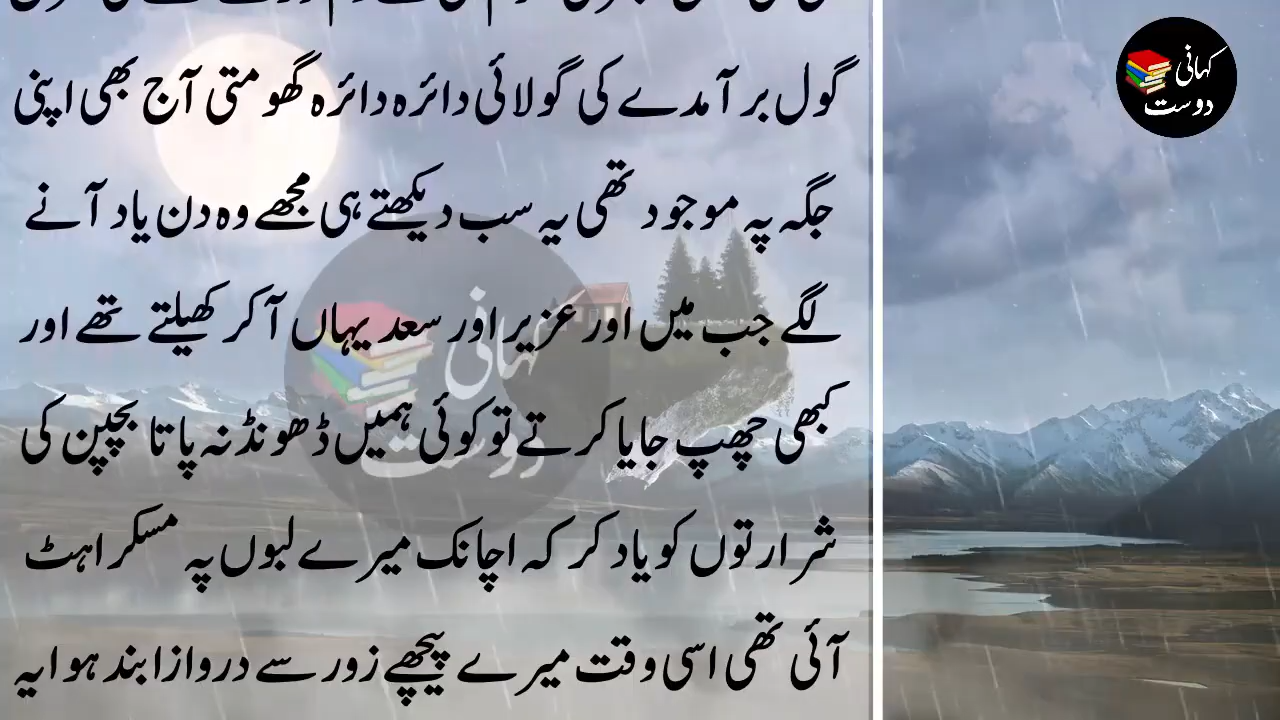 گول برآمدے کی گولائی دائرہ دائرہ گھومتی آج بھی اپنی
جگہ پہ موجود تھی یہ سب دیکھتے ہی مجھے وہ دن یاد آنے
لگے جب میں اور عزیر اور سعد یہاں آ کر کھیلتے تھے اور
کبھی چھپ جایا کرتے تو کوئی ہمیں ڈھونڈ نہ پاتا بچپن کی
شرارتوں کو یاد کر کہ اچانک میرے لبوں پہ مسکراہٹ
آئی تھی اسی وقت میرے پیچھے زور سے دروازا بند ہوا یہ
کہانی
دوست
کہانی
دوست